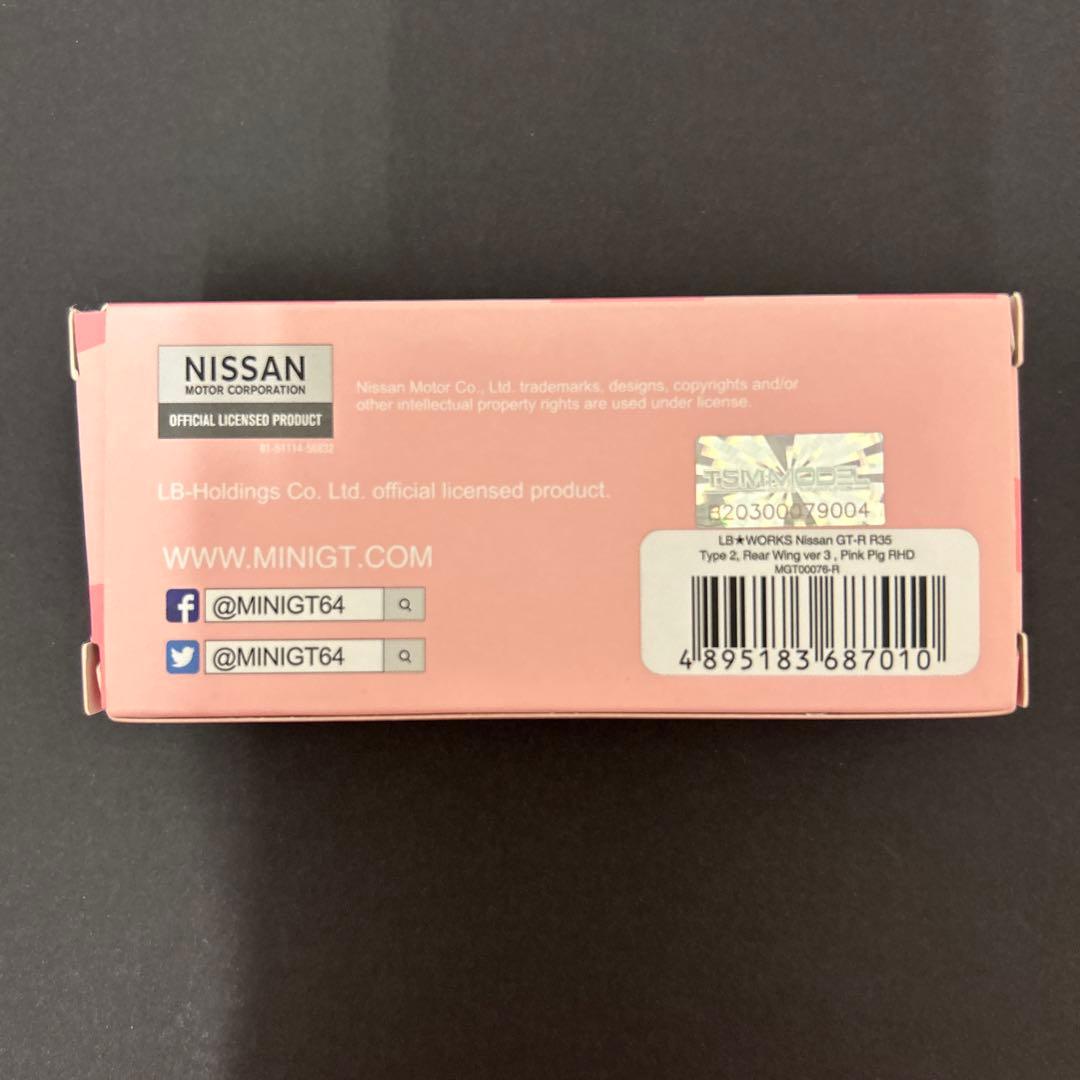 NISSAN
MOTOR CORPORATION
OFFICIAL LICENSED PRODUCT
Nissan Motor Co., Ltd. trademarks, designs, copyrights and/or
other intellectual property rights are used under license.
LB-Holdings Co. Ltd. official licensed product.
WWW.MINIGT.COM
@MINIGT64
@MINIGT64
TSM-MODEL
820300079004
LB★WORKS Nissan GT-R R35
Type 2, Rear Wing ver 3 , Pink Pig RHD
MGT00076-R
4 895183 687010